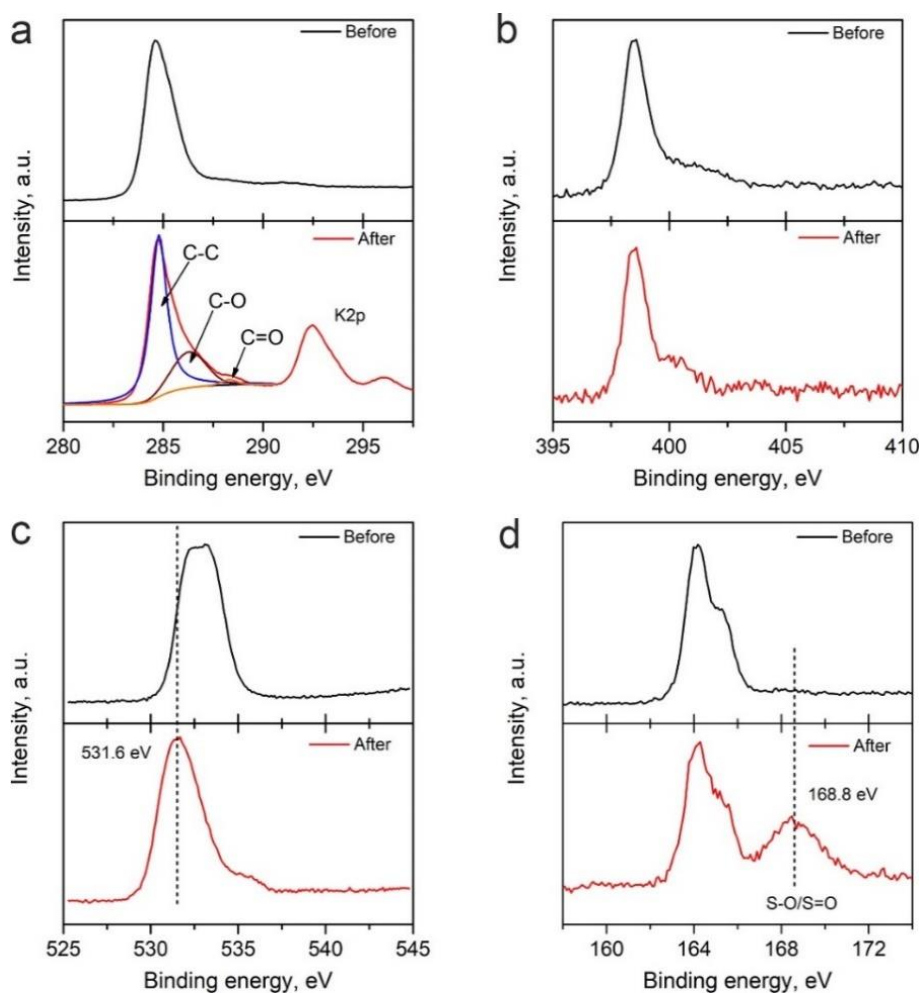 a
Before
Intensity, a.u.
After
C-C
C-O
C=O
K2p
280 285 290 295
Binding energy, eV
b
Before
Intensity, a.u.
After
395 400 405 410
Binding energy, eV
c
Before
Intensity, a.u.
After
531.6 eV
525 530 535 540 545
Binding energy, eV
d
Before
Intensity, a.u.
After
168.8 eV
S-O/S=O
160 164 168 172
Binding energy, eV